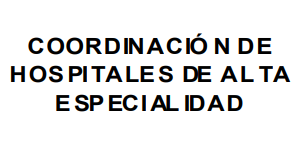 COORDINACIÓN DE
HOSPITALES DE ALTA
ESPECIALIDAD